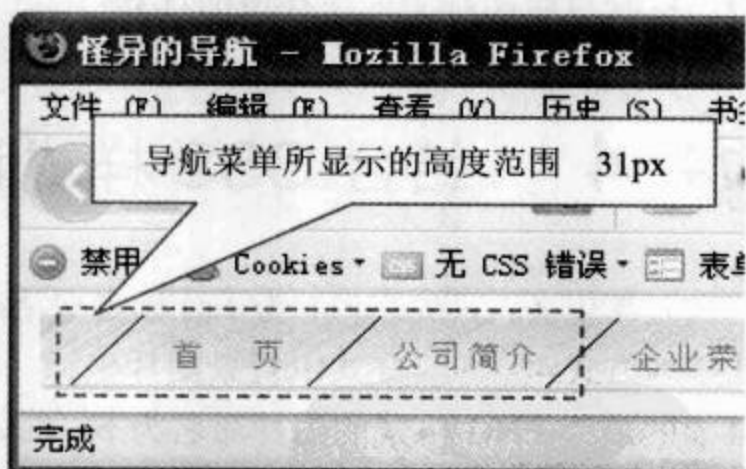 怪异的导航 - Mozilla Firefox
文件 (F) 编辑 (E) 查看 (V) 历史 (S)
导航菜单所显示的高度范围 31px
禁用 Cookies 无 CSS 错误 表单
首 页 公司简介 企业荣
完成